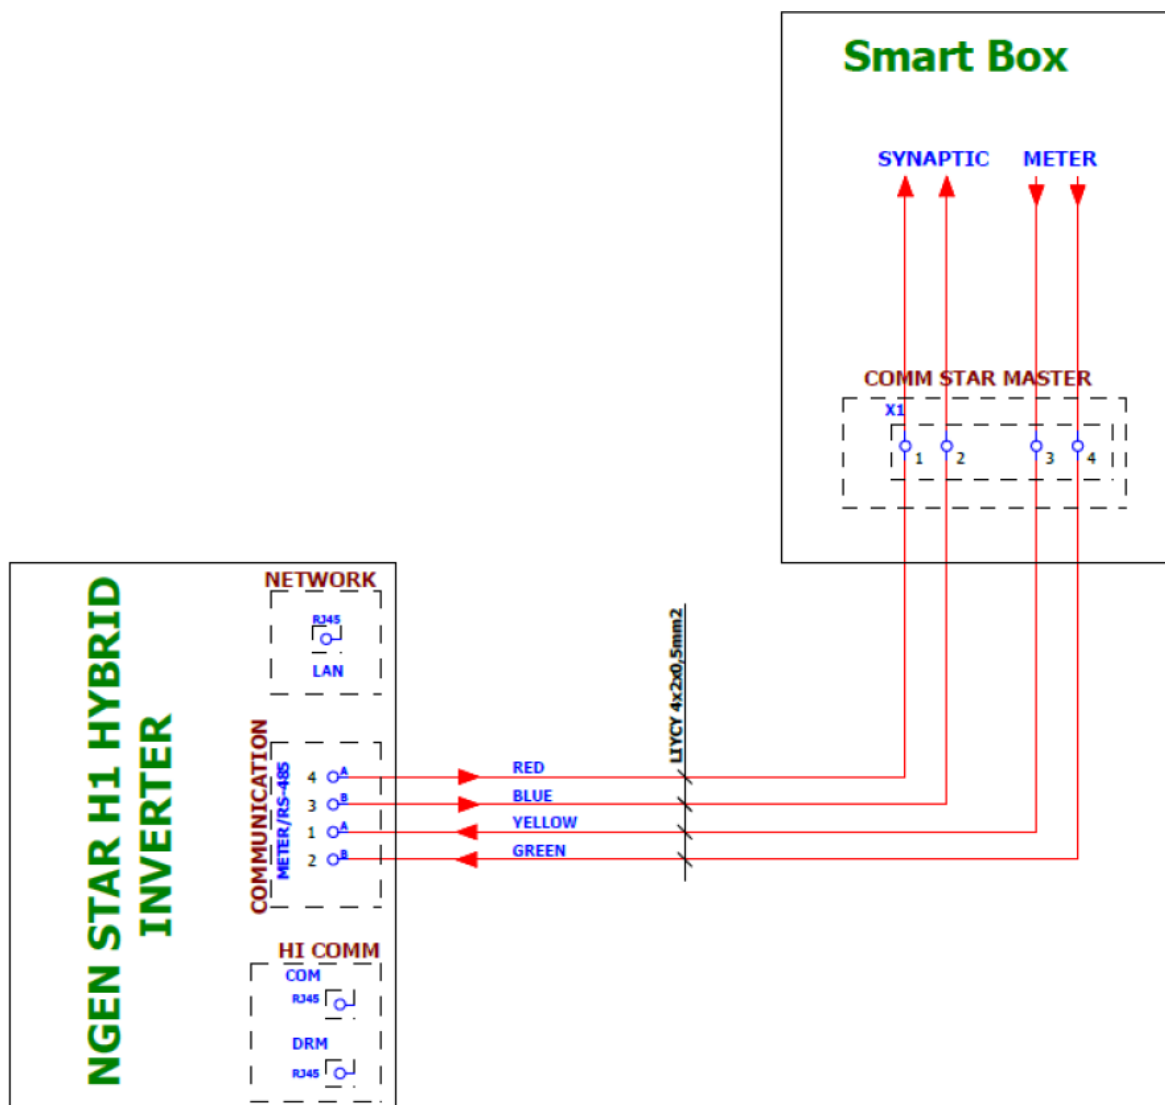 Smart Box
SYNAPTIC METER
COMM STAR MASTER
X1
1 2 3 4
NGEN STAR H1 HYBRID
INVERTER
NETWORK
RJ45
LAN
LIYCY 4x2x0,5mm2
COMMUNICATION
METER/RS-485
4 A RED
3 B BLUE
1 A YELLOW
2 B GREEN
HI COMM
COM
RJ45
DRM
RJ45